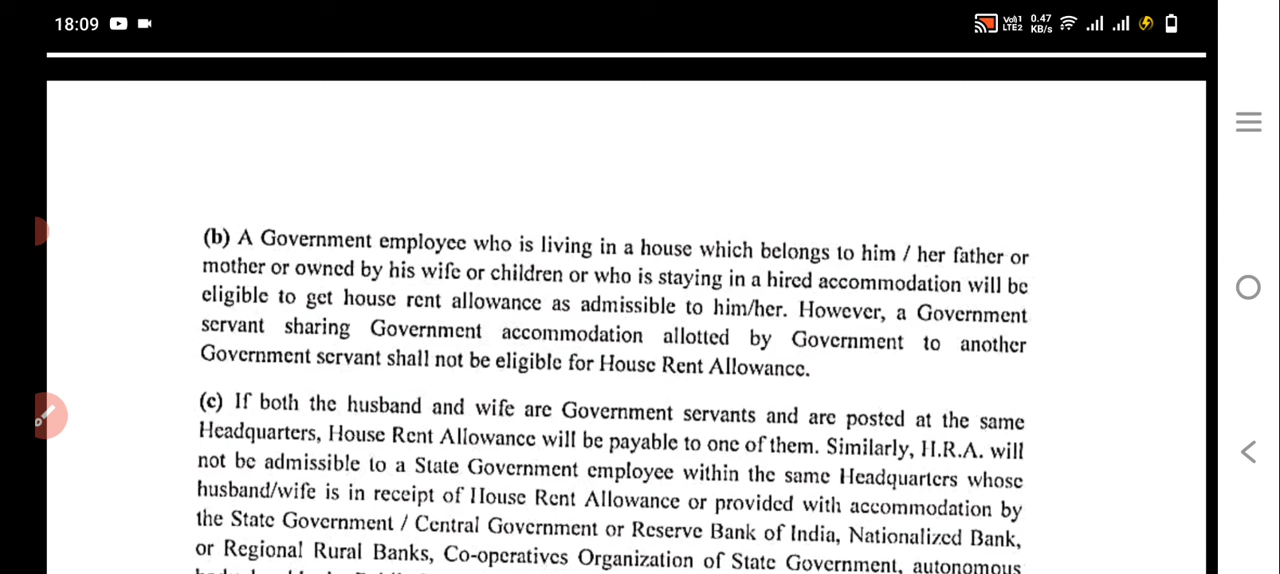 18:09
Vo))1 0.47
LTE2 KB/s
(b) A Government employee who is living in a house which belongs to him / her father or
mother or owned by his wife or children or who is staying in a hired accommodation will be
eligible to get house rent allowance as admissible to him/her. However, a Government
servant sharing Government accommodation allotted by Government to another
Government servant shall not be eligible for House Rent Allowance.
(c) If both the husband and wife are Government servants and are posted at the same
Headquarters, House Rent Allowance will be payable to one of them. Similarly, H.R.A. will
not be admissible to a State Government employee within the same Headquarters whose
husband/wife is in receipt of House Rent Allowance or provided with accommodation by
the State Government / Central Government or Reserve Bank of India, Nationalized Bank,
or Regional Rural Banks, Co-operatives Organization of State Government, autonomous